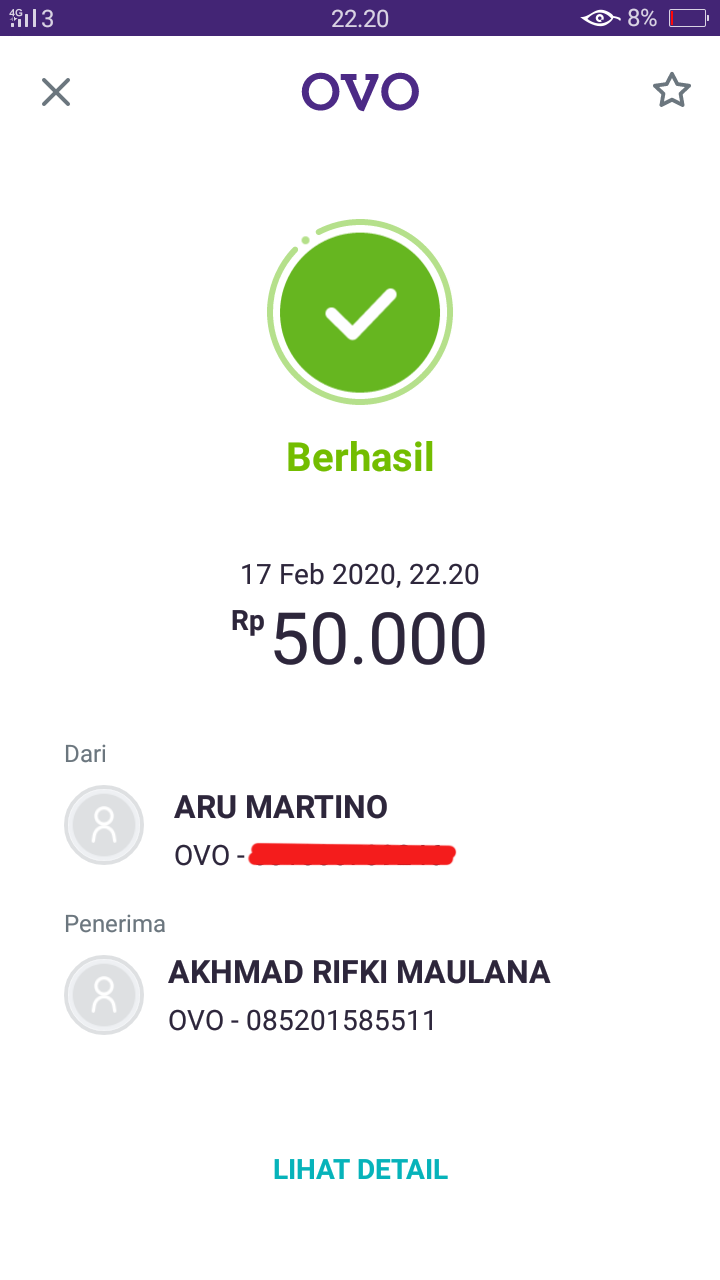 4G 3 22.20 8%
OVO
Berhasil
17 Feb 2020, 22.20
Rp 50.000
Dari
ARU MARTINO
OVO -
Penerima
AKHMAD RIFKI MAULANA
OVO - 085201585511
LIHAT DETAIL